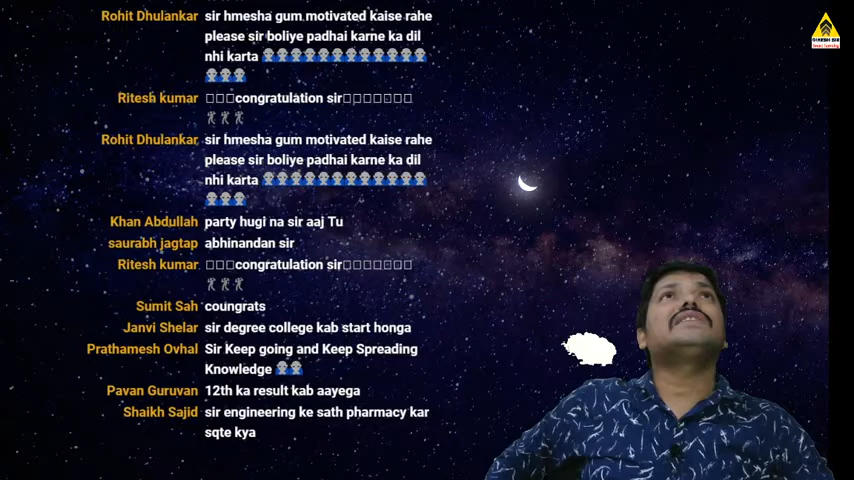 Rohit Dhulankar sir hmesha gum motivated kaise rahe
please sir boliye padhai karne ka dil
nhi karta
Ritesh kumar congratulation sir
Rohit Dhulankar sir hmesha gum motivated kaise rahe
please sir boliye padhai karne ka dil
nhi karta
Khan Abdullah party hugi na sir aaj Tu
saurabh jagtap abhinandan sir
Ritesh kumar congratulation sir
Sumit Sah coungrats
Janvi Shelar sir degree college kab start honga
Prathamesh Ovhal Sir Keep going and Keep Spreading
Knowledge
Pavan Guruvan 12th ka result kab aayega
Shaikh Sajid sir engineering ke sath pharmacy kar
sqte kya
DINESH SIR